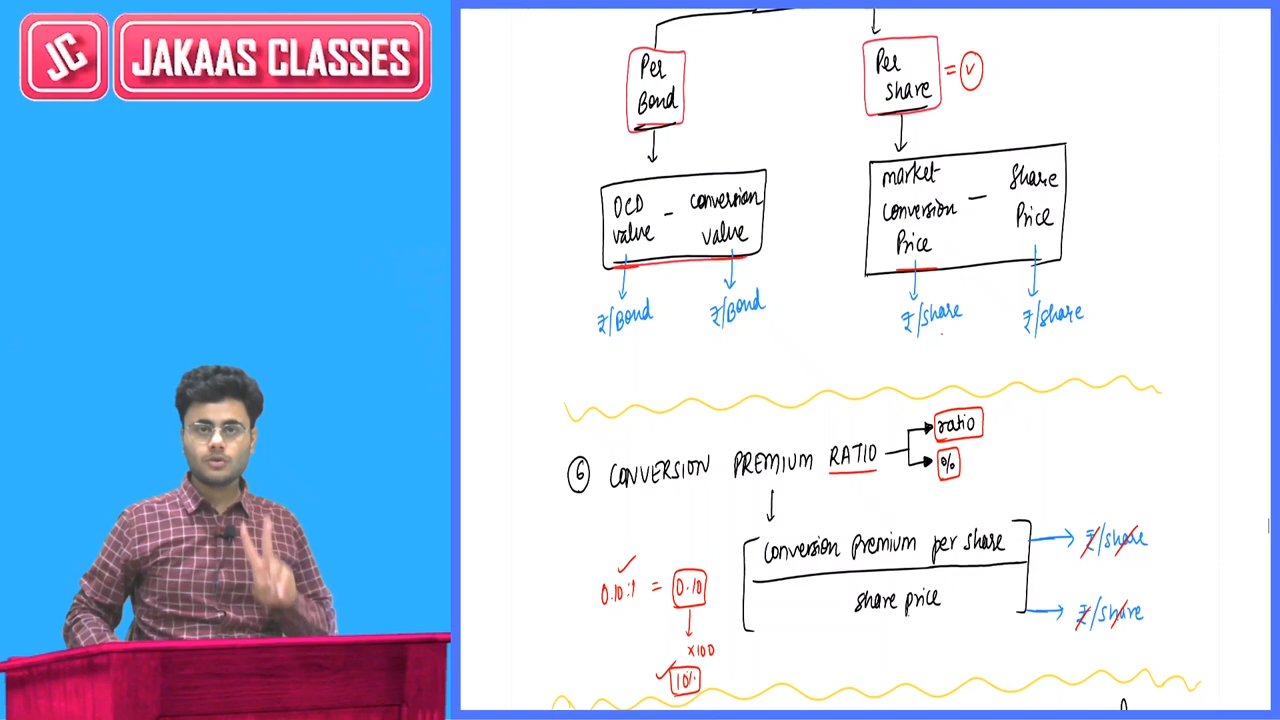 JC
JAKAAS CLASSES
Per
Bond
Per
share
= ✓
OCD
value
-
conversion
value
market
conversion
Price
-
Share
Price
₹/Bond
₹/Bond
₹/share
₹/share
⑥ CONVERSION PREMIUM RATIO
ratio
%
conversion premium per share
share price
₹/share
₹/share
0.10:1 = 0.10
x100
10%